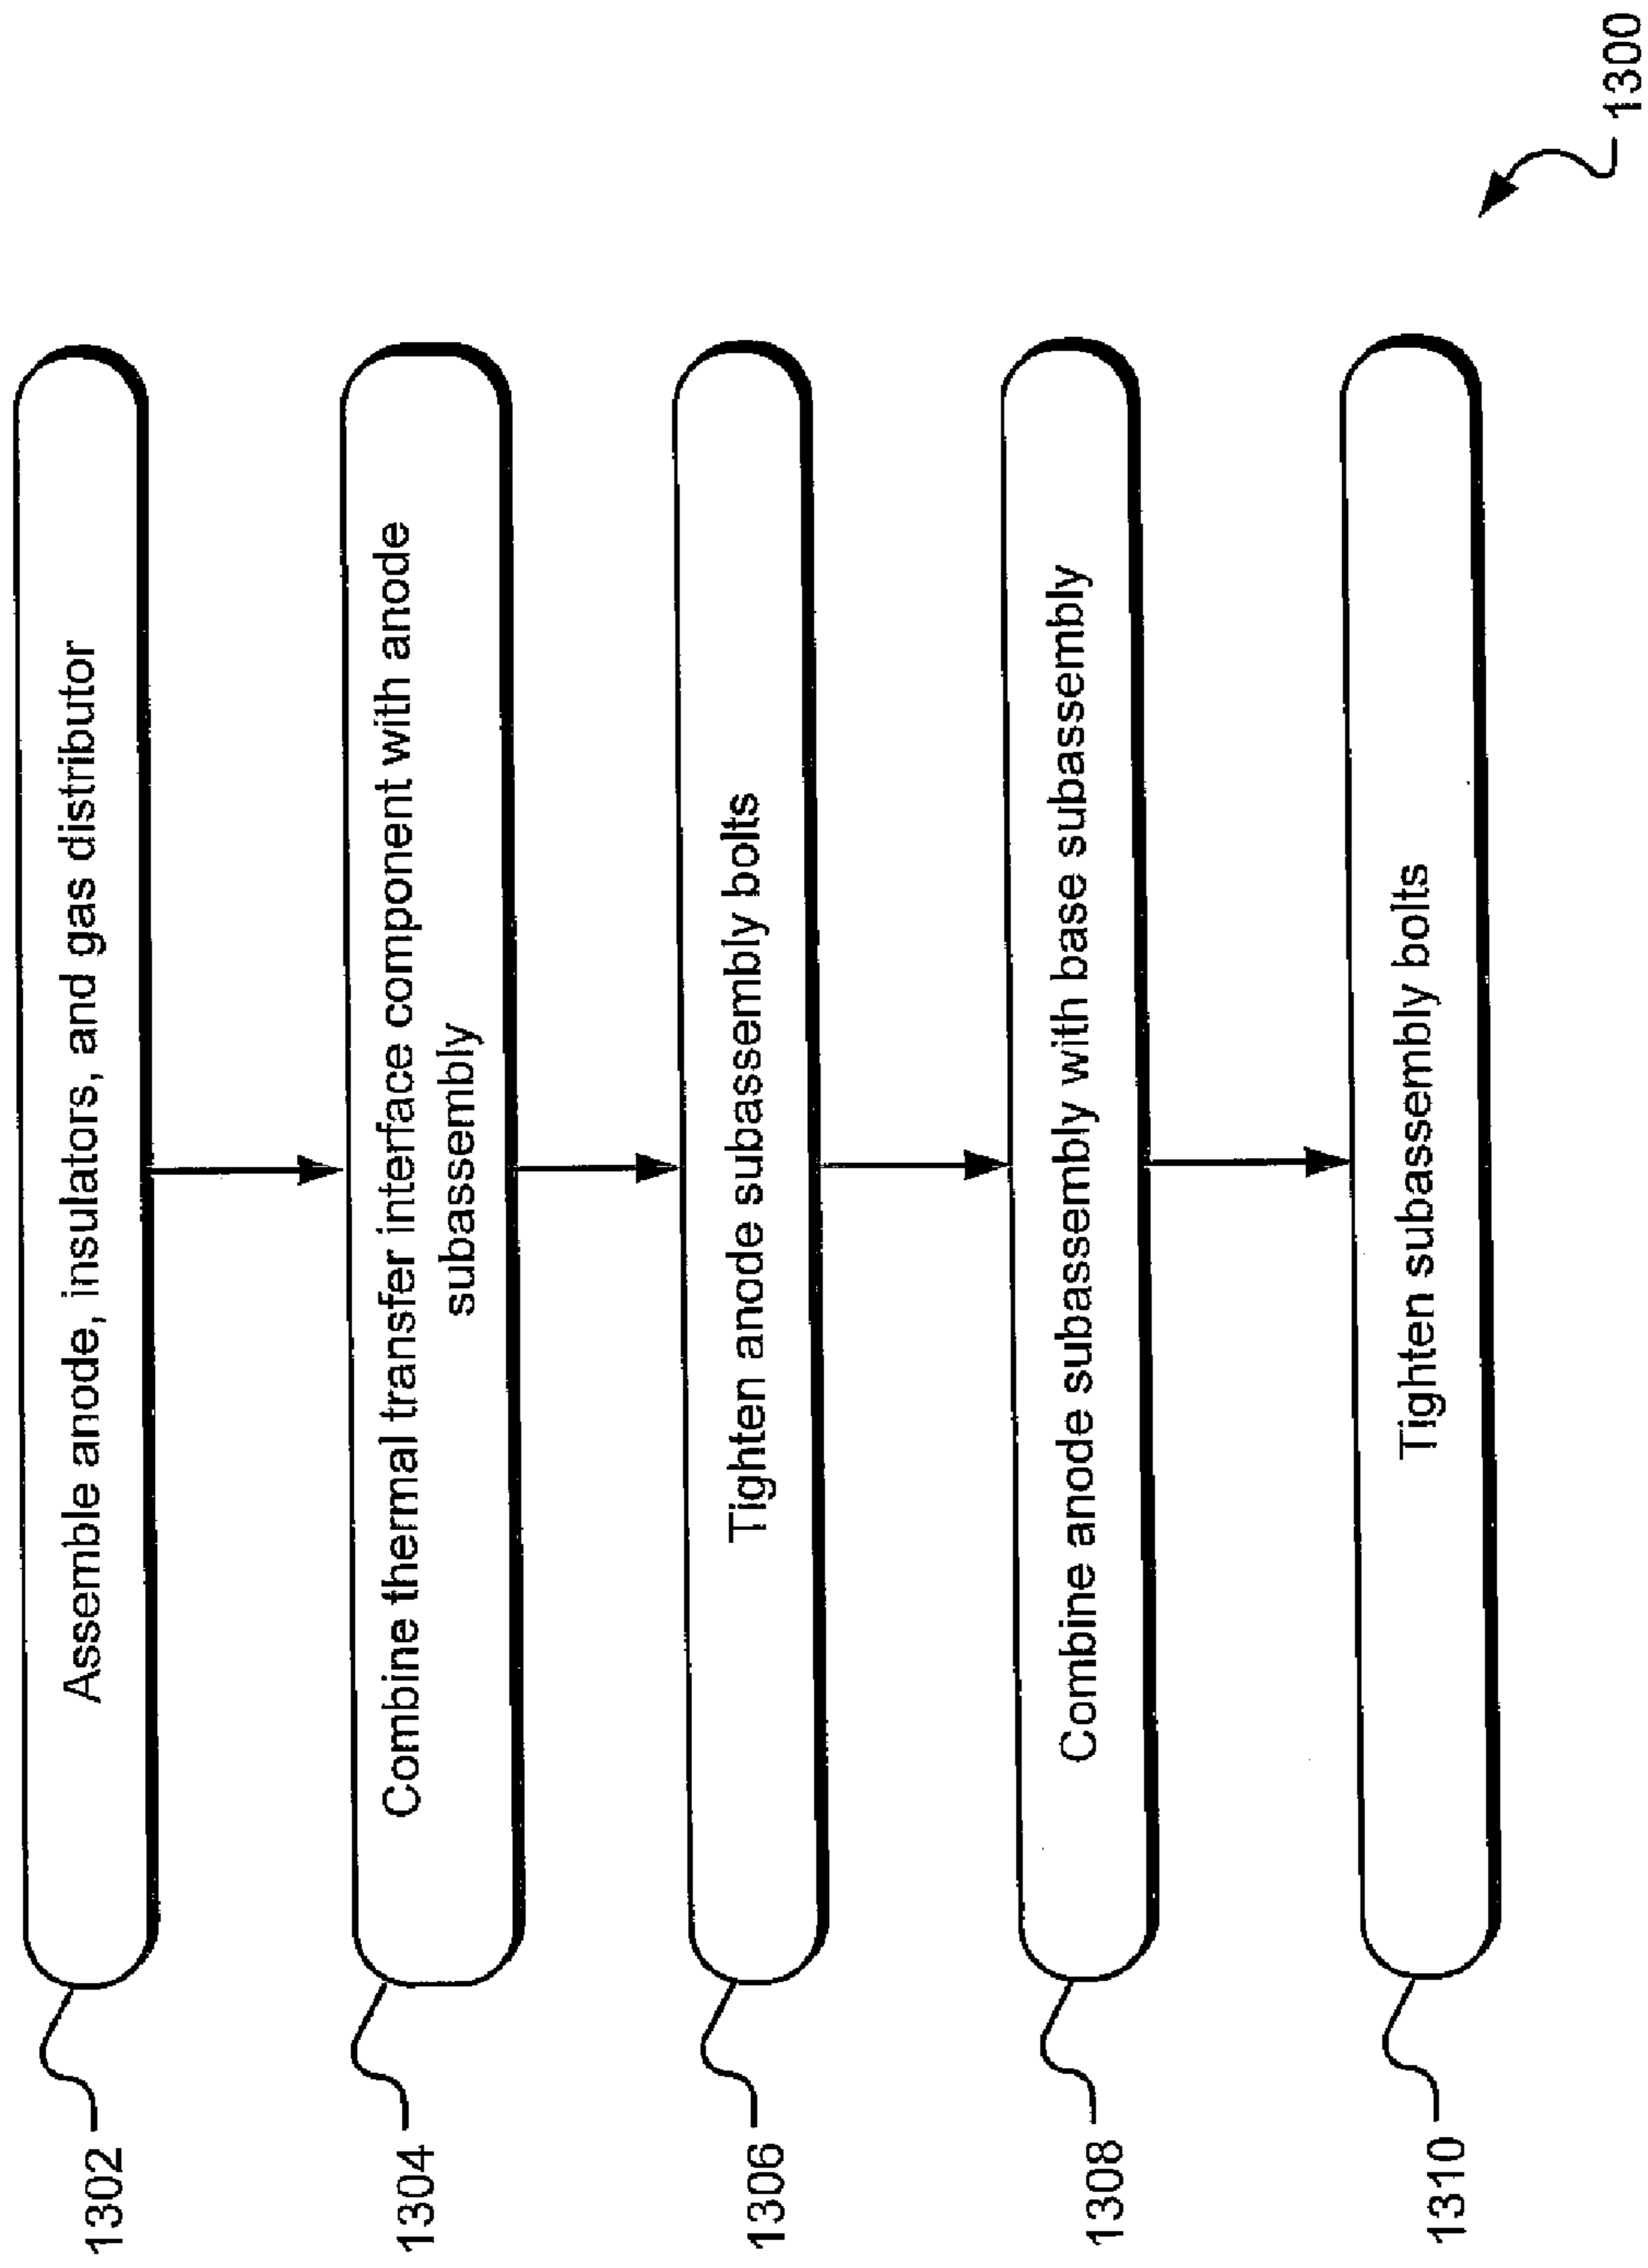 1302
Assemble anode, insulators, and gas distributor
1304
Combine thermal transfer interface component with anode
subassembly
1306
Tighten anode subassembly bolts
1308
Combine anode subassembly with base subassembly
1310
Tighten subassembly bolts
1300